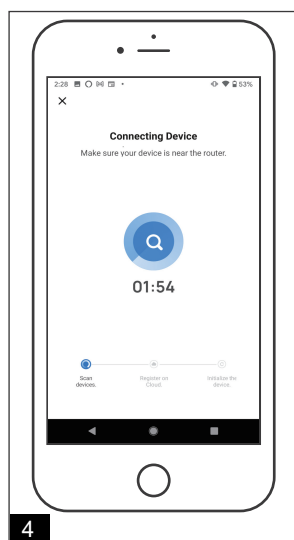 2:28 53%
Connecting Device
Make sure your device is near the router.
01:54
Scan Register on Initialize the
devices. Cloud. device.
4